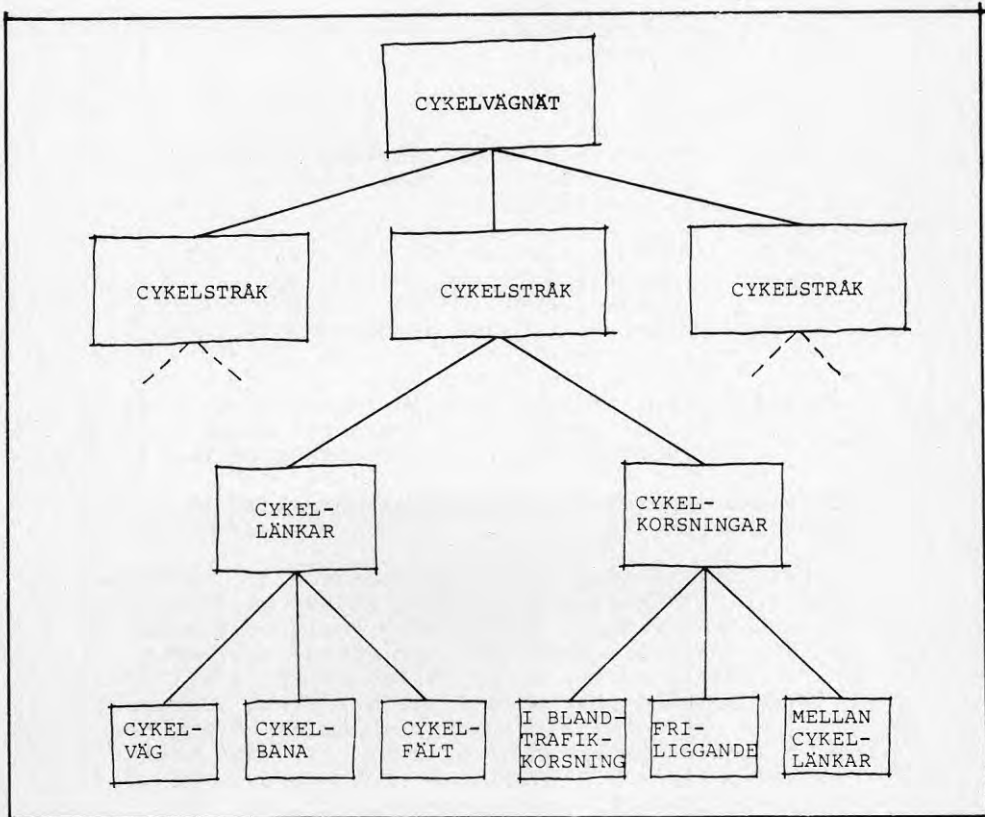 CYKELVÄGNÄT
CYKELSTRÅK
CYKELSTRÅK
CYKELSTRÅK
CYKEL-
LÄNKAR
CYKEL-
KORSNINGAR
CYKEL-
VÄG
CYKEL-
BANA
CYKEL-
FÄLT
I BLAND-
TRAFIK-
KORSNING
FRI-
LIGGANDE
MELLAN
CYKEL-
LÄNKAR